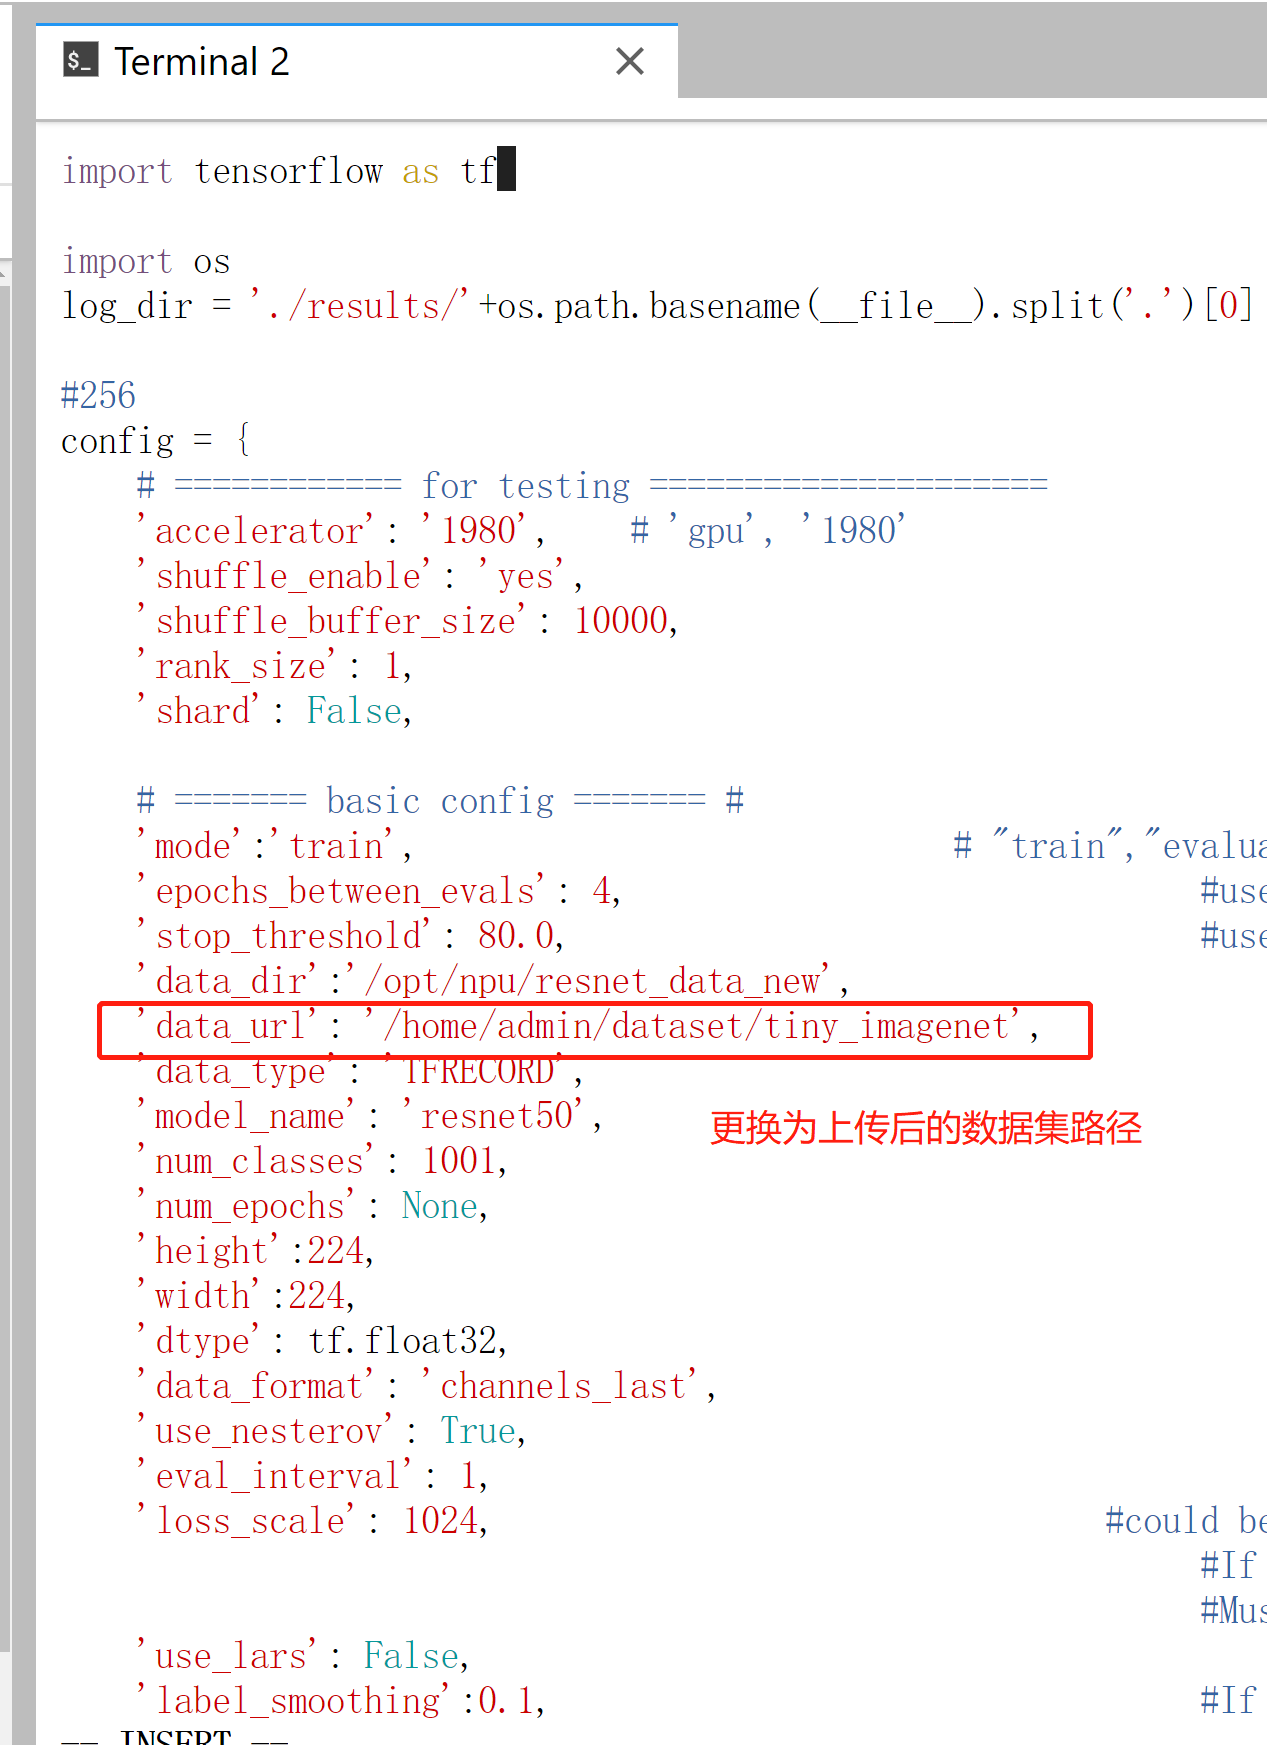 $_ Terminal 2
import tensorflow as tf
import os
log_dir = './results/'+os.path.basename(__file__).split('.')[0]
#256
config = {
# ============ for testing =====================
'accelerator': '1980',    # 'gpu', '1980'
'shuffle_enable': 'yes',
'shuffle_buffer_size': 10000,
'rank_size': 1,
'shard': False,
# ======= basic config ======= #
'mode':'train',    # "train","evalua
'epochs_between_evals': 4,    #use
'stop_threshold': 80.0,    #use
'data_dir':'/opt/npu/resnet_data_new',
'data_url': '/home/admin/dataset/tiny_imagenet',
'data_type': 'TFRECORD',
'model_name': 'resnet50',
更换为上传后的数据集路径
'num_classes': 1001,
'num_epochs': None,
'height':224,
'width':224,
'dtype': tf.float32,
'data_format': 'channels_last',
'use_nesterov': True,
'eval_interval': 1,
'loss_scale': 1024,    #could be
#If
#Mus
'use_lars': False,
'label_smoothing':0.1,    #If
-- INSERT --